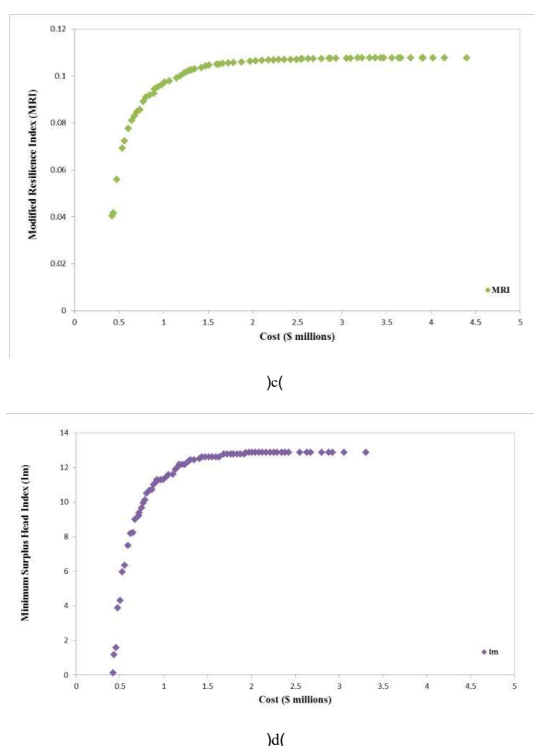 0.12
0.1
0.08
0.06
0.04
0.02
0
Modified Resilience Index (MRI)
MRI
0 0.5 1 1.5 2 2.5 3 3.5 4 4.5 5
Cost ($ millions)
)c(
14
12
10
8
6
4
2
0
Minimum Surplus Head Index (Im)
Im
0 0.5 1 1.5 2 2.5 3 3.5 4 4.5 5
Cost ($ millions)
)d(